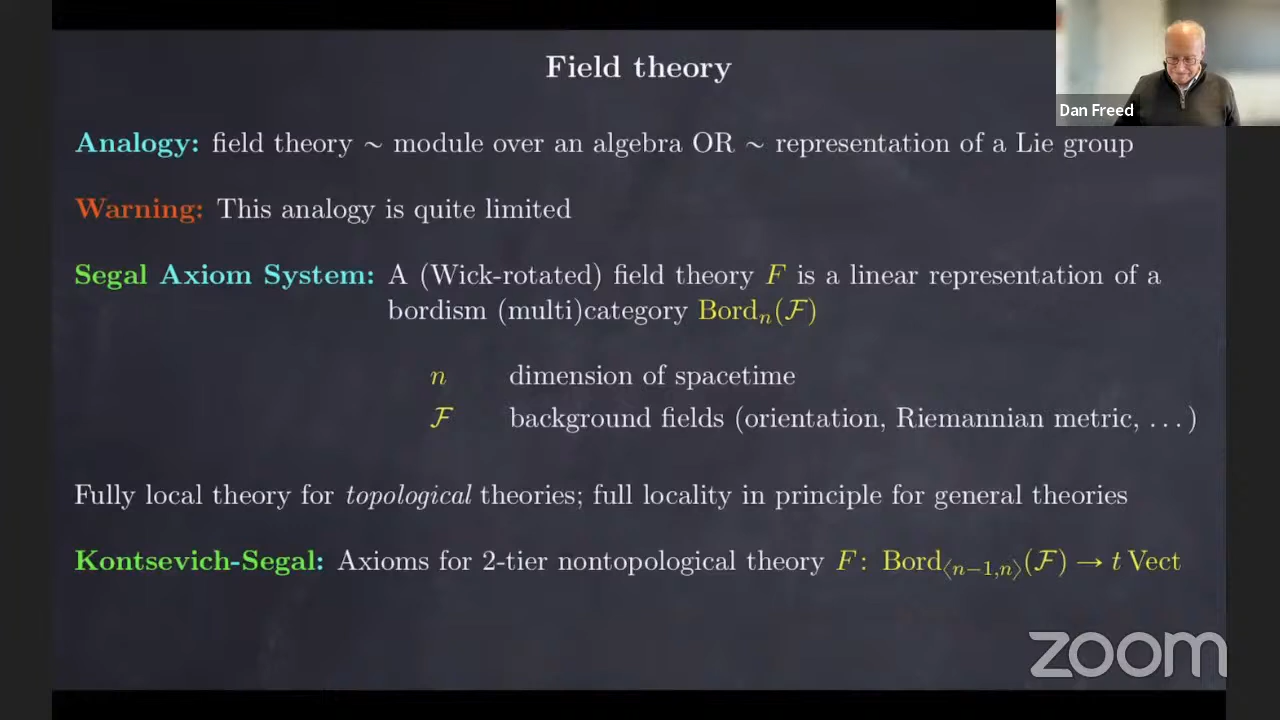 Field theory
Dan Freed
Analogy: field theory ∼ module over an algebra OR ∼ representation of a Lie group
Warning: This analogy is quite limited
Segal Axiom System: A (Wick-rotated) field theory F is a linear representation of a
bordism (multi)category Bord_n(ℱ)
n dimension of spacetime
ℱ background fields (orientation, Riemannian metric, ...)
Fully local theory for topological theories; full locality in principle for general theories
Kontsevich-Segal: Axioms for 2-tier nontopological theory F: Bord_⟨n−1,n⟩(ℱ) → t Vect
zoom